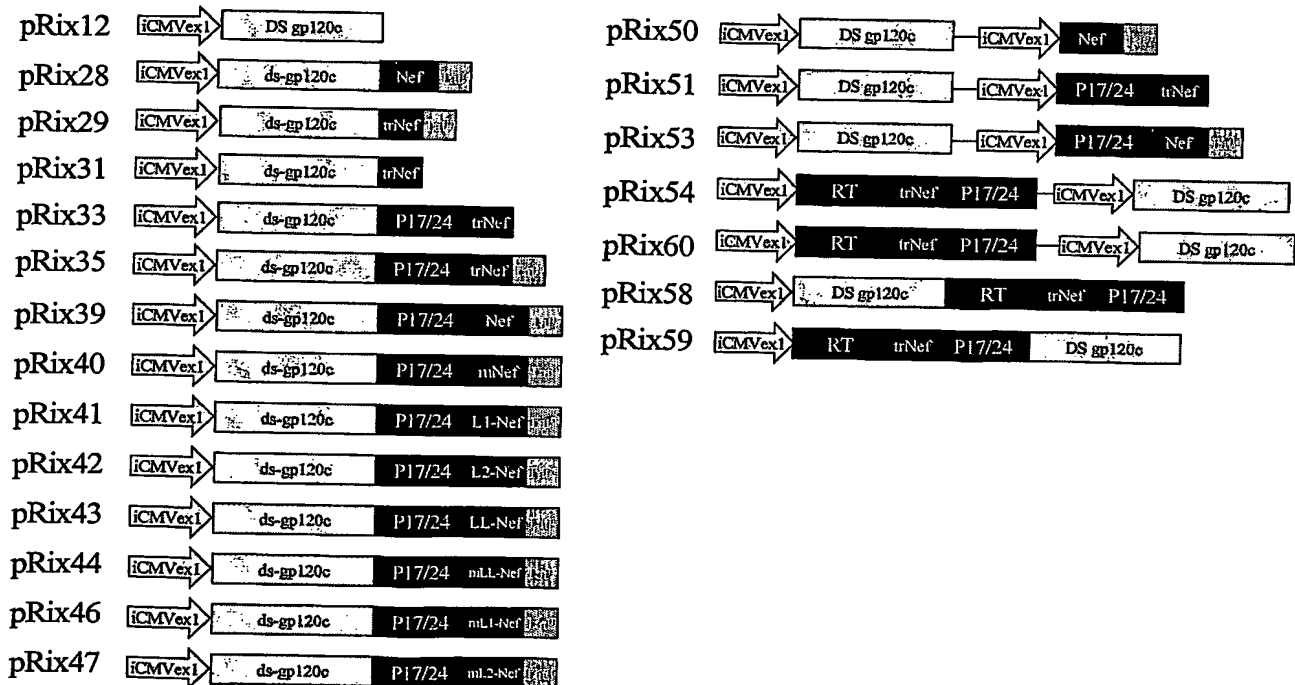 pRix12 iCMVex1 DS gp120c
pRix28 iCMVex1 ds-gp120c Nef
pRix29 iCMVex1 ds-gp120c trNef
pRix31 iCMVex1 ds-gp120c trNef
pRix33 iCMVex1 ds-gp120c P17/24 trNef
pRix35 iCMVex1 ds-gp120c P17/24 trNef
pRix39 iCMVex1 ds-gp120c P17/24 Nef
pRix40 iCMVex1 ds-gp120c P17/24 mNef
pRix41 iCMVex1 ds-gp120c P17/24 L1-Nef
pRix42 iCMVex1 ds-gp120c P17/24 L2-Nef
pRix43 iCMVex1 ds-gp120c P17/24 LL-Nef
pRix44 iCMVex1 ds-gp120c P17/24 mLL-Nef
pRix46 iCMVex1 ds-gp120c P17/24 mL1-Nef
pRix47 iCMVex1 ds-gp120c P17/24 mL2-Nef
pRix50 iCMVex1 DS gp120c iCMVex1 Nef
pRix51 iCMVex1 DS gp120c iCMVex1 P17/24 trNef
pRix53 iCMVex1 DS gp120c iCMVex1 P17/24 Nef
pRix54 iCMVex1 RT trNef P17/24 iCMVex1 DS gp120c
pRix60 iCMVex1 RT trNef P17/24 iCMVex1 DS gp120c
pRix58 iCMVex1 DS gp120c RT trNef P17/24
pRix59 iCMVex1 RT trNef P17/24 DS gp120c